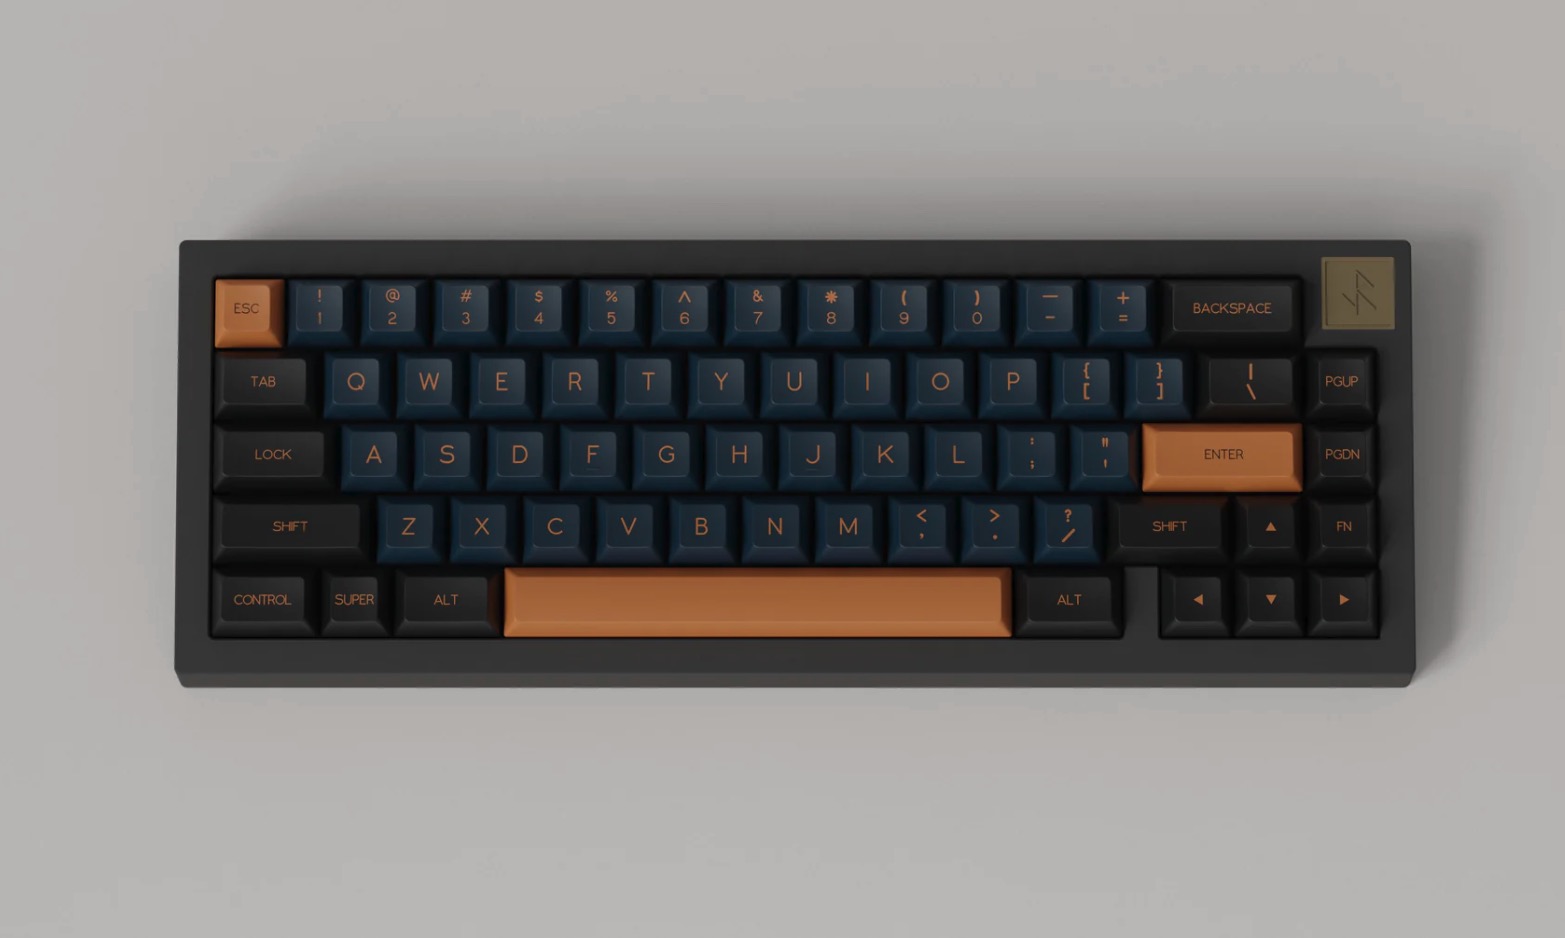 ESC ! 1 @ 2 # 3 $ 4 % 5 ^ 6 & 7 * 8 ( 9 ) 0 — - + = BACKSPACE
TAB Q W E R T Y U I O P { [ } ] | \ PGUP
LOCK A S D F G H J K L : ; " ' ENTER PGDN
SHIFT Z X C V B N M < , > . ? / SHIFT ▲ FN
CONTROL SUPER ALT ALT ◀ ▼ ▶